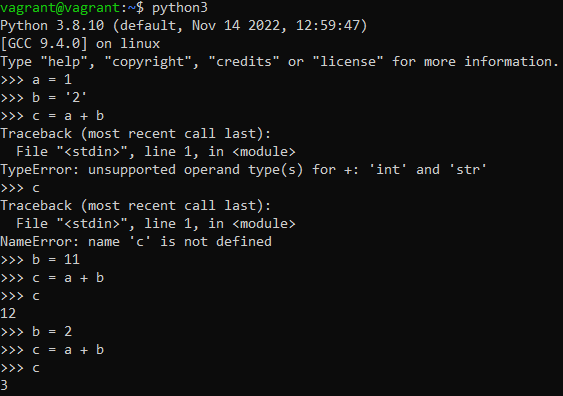 vagrant@vagrant:~$ python3
Python 3.8.10 (default, Nov 14 2022, 12:59:47)
[GCC 9.4.0] on linux
Type "help", "copyright", "credits" or "license" for more information.
>>> a = 1
>>> b = '2'
>>> c = a + b
Traceback (most recent call last):
  File "<stdin>", line 1, in <module>
TypeError: unsupported operand type(s) for +: 'int' and 'str'
>>> c
Traceback (most recent call last):
  File "<stdin>", line 1, in <module>
NameError: name 'c' is not defined
>>> b = 11
>>> c = a + b
>>> c
12
>>> b = 2
>>> c = a + b
>>> c
3